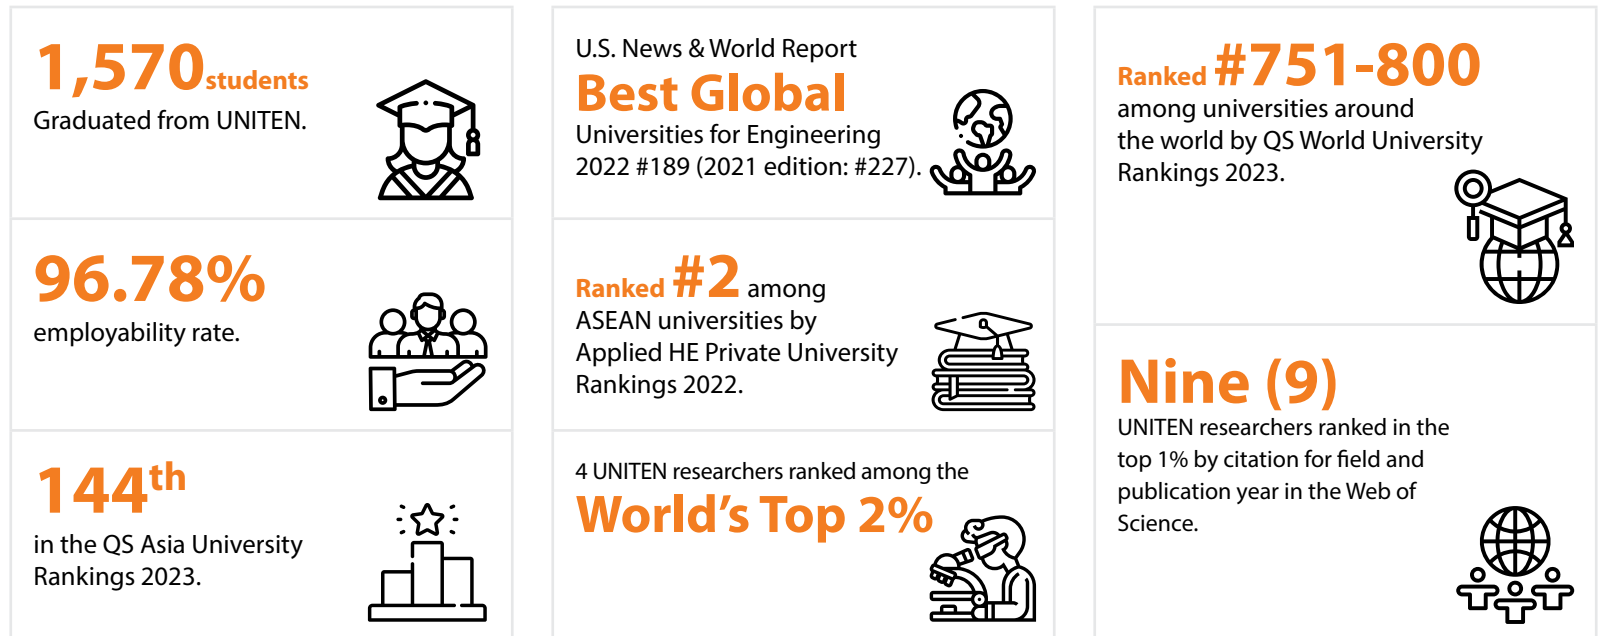 1,570 students
Graduated from UNITEN.
96.78%
employability rate.
144th
in the QS Asia University
Rankings 2023.
U.S. News & World Report
Best Global
Universities for Engineering
2022 #189 (2021 edition: #227).
Ranked #2 among
ASEAN universities by
Applied HE Private University
Rankings 2022.
4 UNITEN researchers ranked among the
World’s Top 2%
Ranked #751-800
among universities around
the world by QS World University
Rankings 2023.
Nine (9)
UNITEN researchers ranked in the
top 1% by citation for field and
publication year in the Web of
Science.